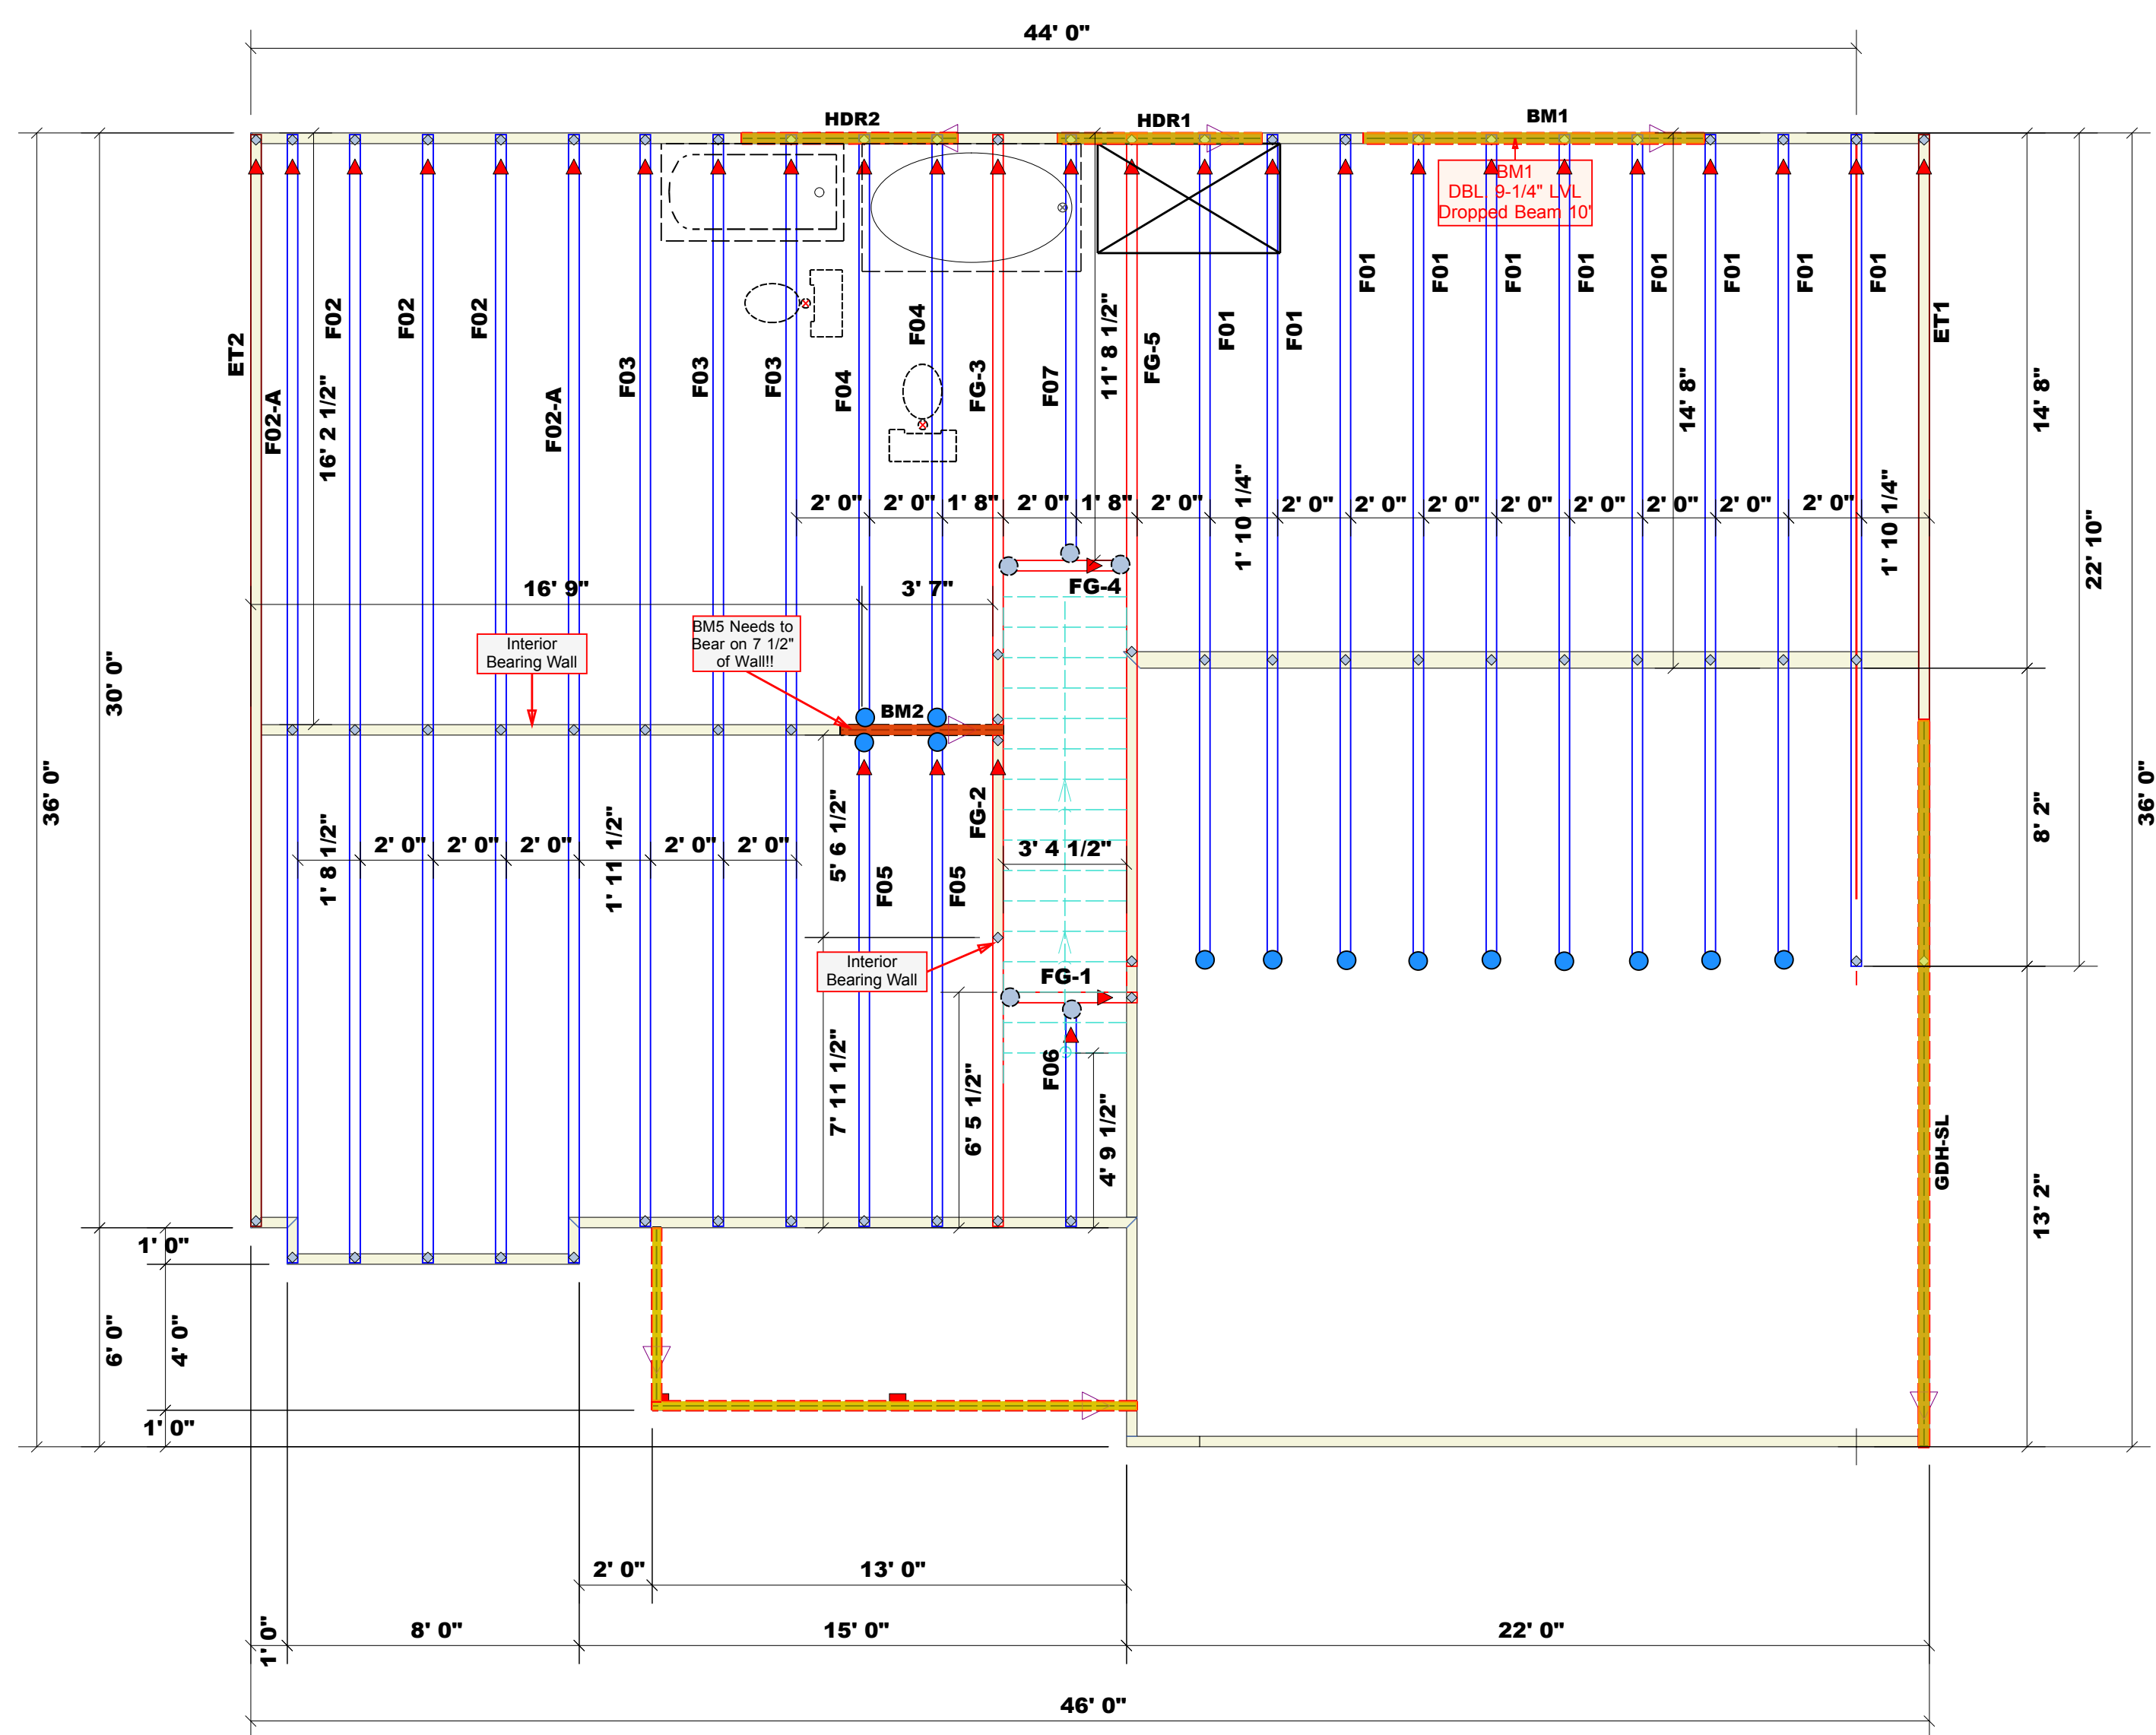 44' 0"
HDR2
HDR1
BM1
BM1
DBL. 9-1/4" LVL
Dropped Beam 10'
ET2
F02-A
F02
F02
F02
F02-A
F03
F03
F03
F04
F04
FG-3
F07
FG-5
F01
F01
F01
F01
F01
F01
F01
F01
F01
F01
ET1
16' 2 1/2"
11' 8 1/2"
14' 8"
14' 8"
22' 10"
36' 0"
30' 0"
36' 0"
2' 0"
2' 0"
1' 8"
2' 0"
1' 8"
2' 0"
1' 10 1/4"
2' 0"
2' 0"
2' 0"
2' 0"
2' 0"
2' 0"
2' 0"
2' 0"
1' 10 1/4"
16' 9"
3' 7"
FG-4
Interior
Bearing Wall
BM5 Needs to
Bear on 7 1/2"
of Wall!!
BM2
FG-2
8' 2"
1' 8 1/2"
2' 0"
2' 0"
2' 0"
1' 11 1/2"
2' 0"
2' 0"
5' 6 1/2"
F05
F05
3' 4 1/2"
Interior
Bearing Wall
FG-1
F06
7' 11 1/2"
6' 5 1/2"
4' 9 1/2"
GDH-SL
13' 2"
1' 0"
6' 0"
4' 0"
1' 0"
2' 0"
13' 0"
1' 0"
8' 0"
15' 0"
22' 0"
46' 0"